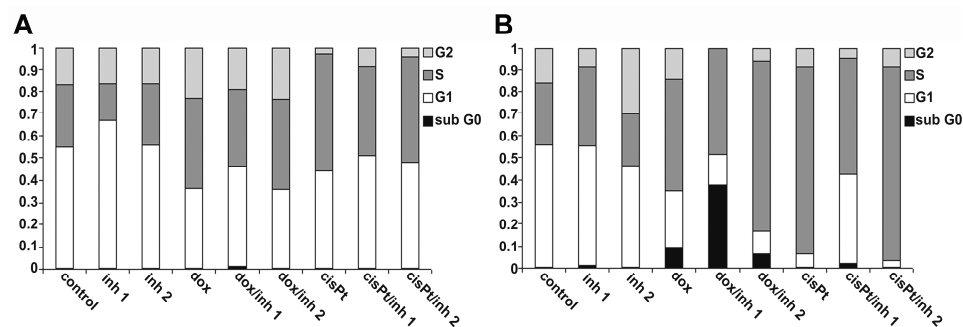 A
1
0.9
0.8
0.7
0.6
0.5
0.4
0.3
0.2
0.1
0
control
inh 1
inh 2
dox
dox/inh 1
dox/inh 2
cisPt
cisPt/inh 1
cisPt/inh 2
G2
S
G1
sub G0
B
1
0.9
0.8
0.7
0.6
0.5
0.4
0.3
0.2
0.1
0
control
inh 1
inh 2
dox
dox/inh 1
dox/inh 2
cisPt
cisPt/inh 1
cisPt/inh 2
G2
S
G1
sub G0